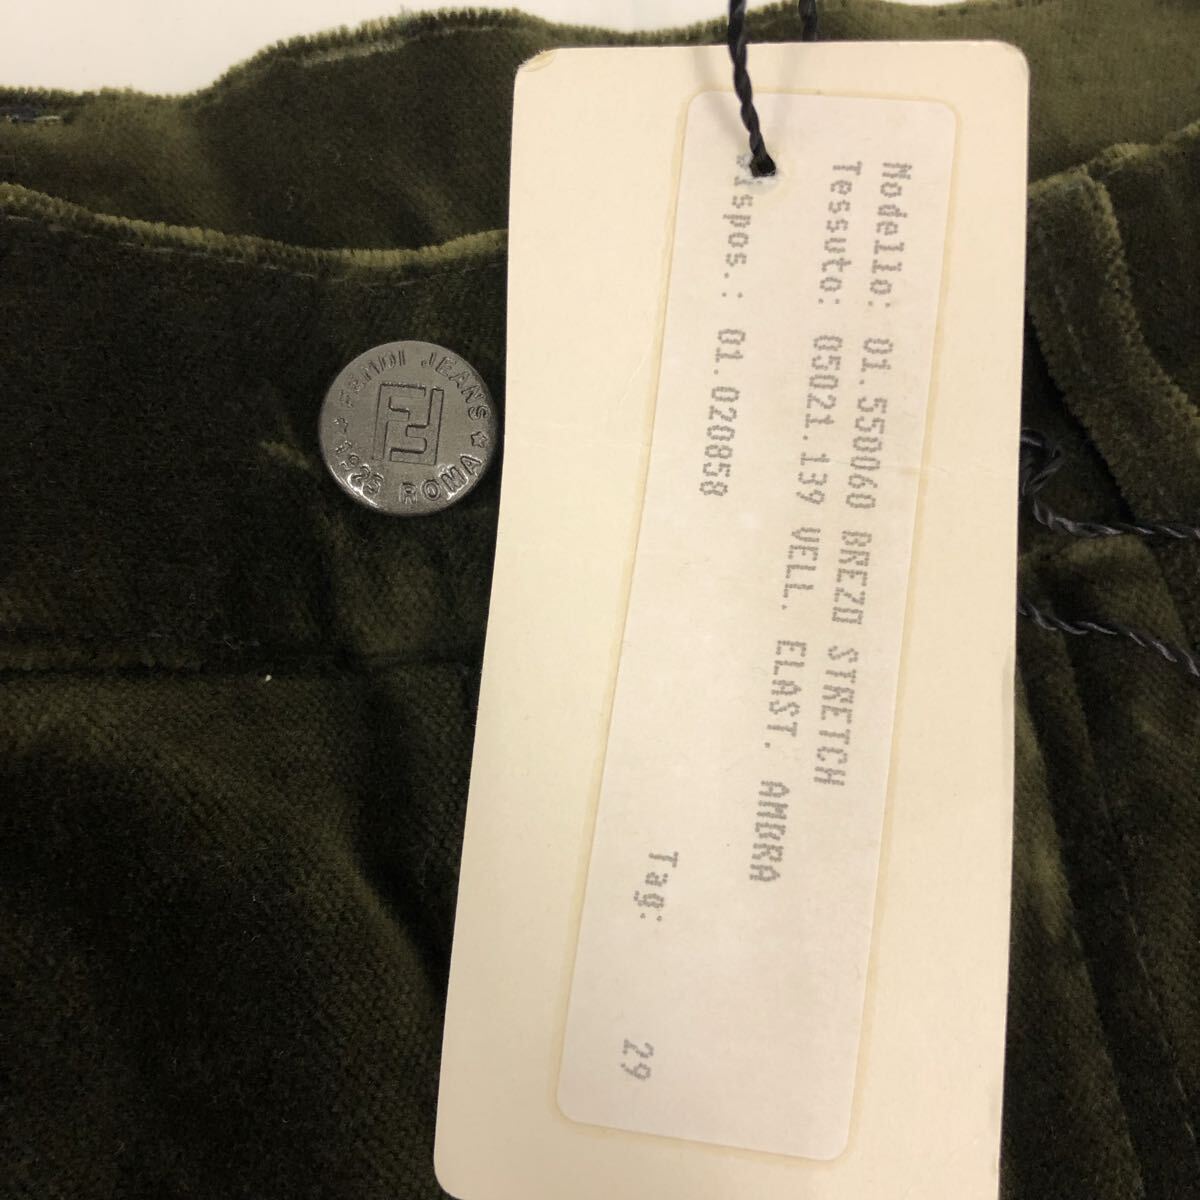 Modello: 01.550060 BREZO STRETCH
Tessuto: 05021.139 VELL. ELAST. AMBRA
Dispos.: 01.020858
Tag: 29
FENDI JEANS
1925 ROMA